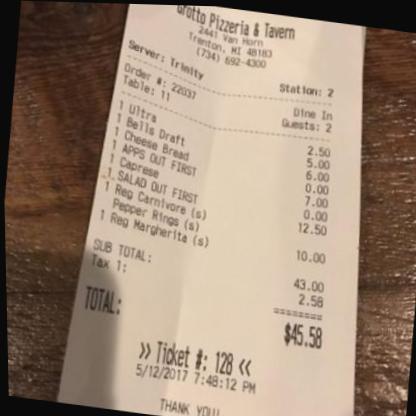 Grotto Pizzeria & Tavern
2441 Van Horn
Trenton, MI 48183
(734) 692-4300
Server: Trinity Station: 2
Order #: 22037 Dine In
Table: 11 Guests: 2
1 Ultra 2.50
1 Bells Draft 5.00
1 Cheese Bread 6.00
1 APPS OUT FIRST 0.00
1 Caprese 7.00
1 SALAD OUT FIRST 0.00
1 Reg Carnivore (s) 12.50
Pepper Rings (s)
1 Reg Margherita (s) 10.00
SUB TOTAL: 43.00
Tax 1: 2.58
========
TOTAL: $45.58
>> Ticket #: 128 <<
5/12/2017 7:48:12 PM
THANK YOU!